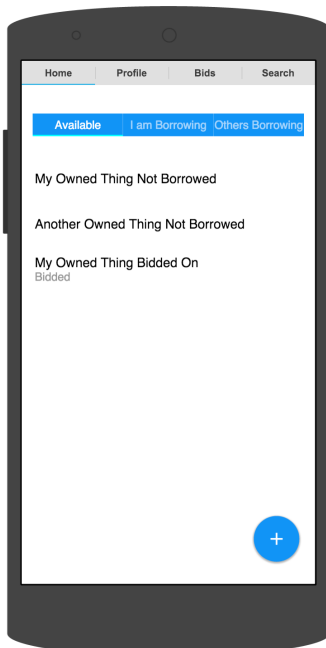 Home Profile Bids Search
Available I am Borrowing Others Borrowing
My Owned Thing Not Borrowed
Another Owned Thing Not Borrowed
My Owned Thing Bidded On
Bidded
+